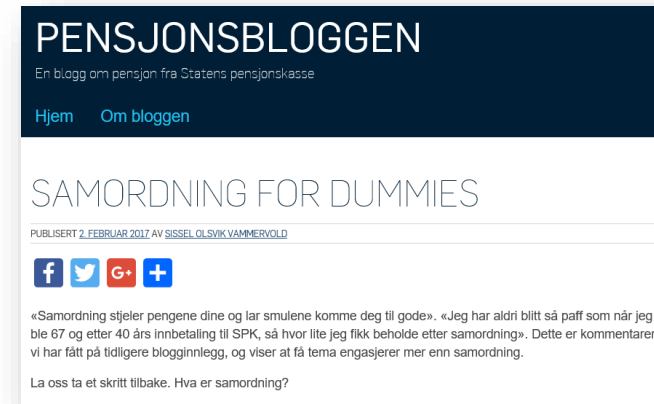 PENSJONSBLOGGEN
En blogg om pensjon fra Statens pensjonskasse
Hjem Om bloggen
SAMORDNING FOR DUMMIES
PUBLISERT 2. FEBRUAR 2017 AV SISSEL OLSVIK VAMMERVOLD
«Samordning stjeler pengene dine og lar smulene komme deg til gode». «Jeg har aldri blitt så paff som når jeg
ble 67 og etter 40 års innbetaling til SPK, så hvor lite jeg fikk beholde etter samordning». Dette er kommentarer
vi har fått på tidligere blogginnlegg, og viser at få tema engasjerer mer enn samordning.
La oss ta et skritt tilbake. Hva er samordning?